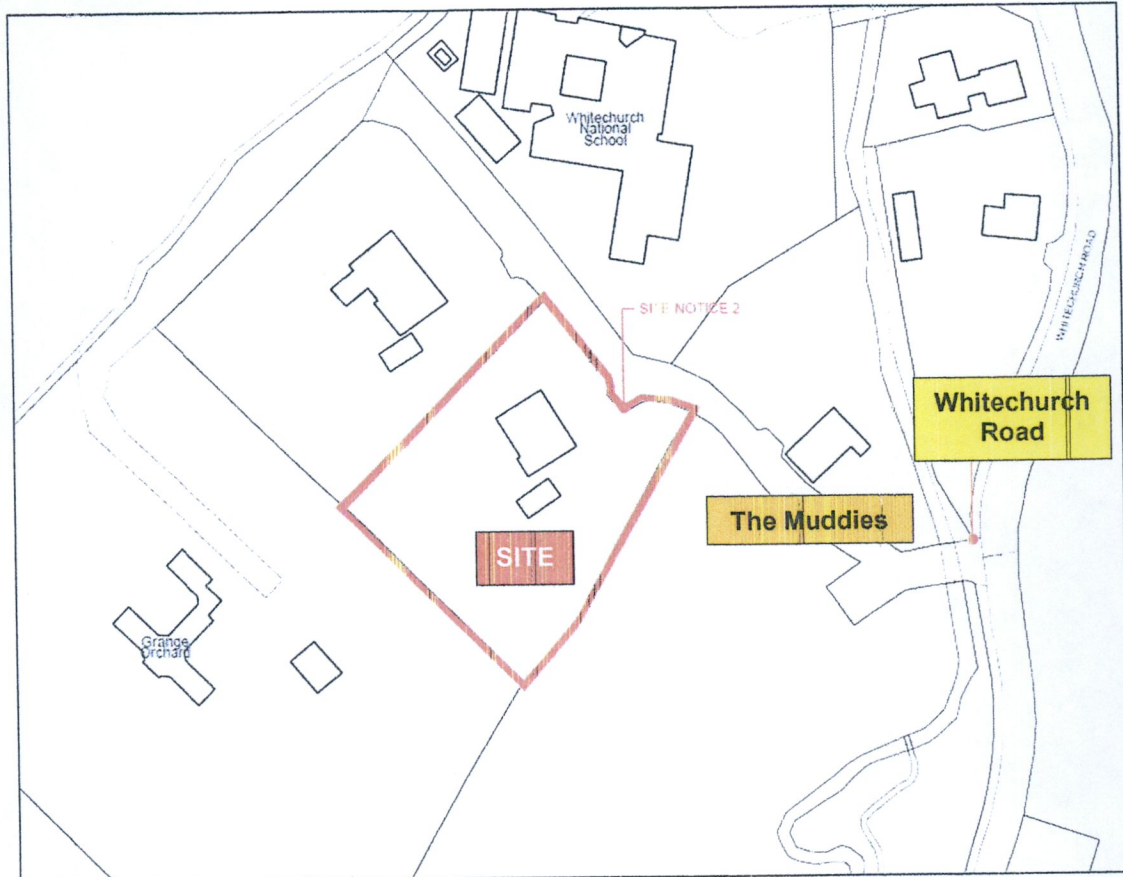 Whitechurch
National
School
SITE NOTICE 2
WHITECHURCH ROAD
Whitechurch
Road
The Muddies
SITE
Grange
Orchard